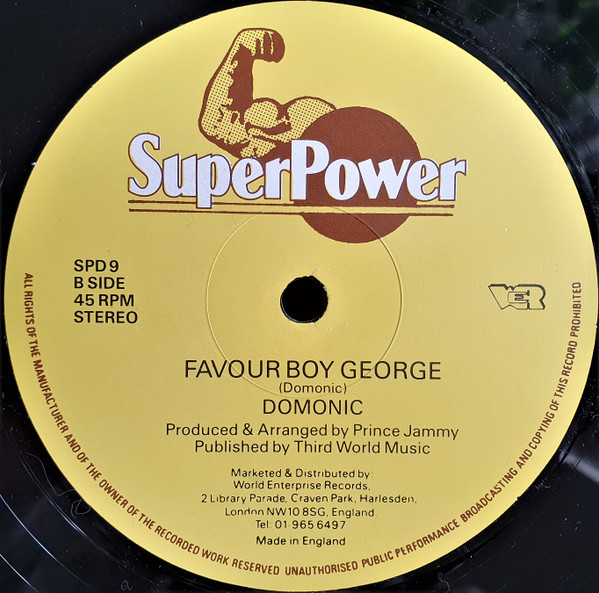 SuperPower
SPD 9
B SIDE
45 RPM
STEREO
WER
FAVOUR BOY GEORGE
(Domonic)
DOMONIC
Produced & Arranged by Prince Jammy
Published by Third World Music
Marketed & Distributed by:
World Enterprise Records,
2 Library Parade, Craven Park, Harlesden,
London NW10 8SG, England.
Tel: 01·965 6497
Made in England
ALL RIGHTS OF THE MANUFACTURER AND OF THE OWNER OF THE RECORDED WORK RESERVED UNAUTHORISED PUBLIC PERFORMANCE BROADCASTING AND COPYING OF THIS RECORD PROHIBITED